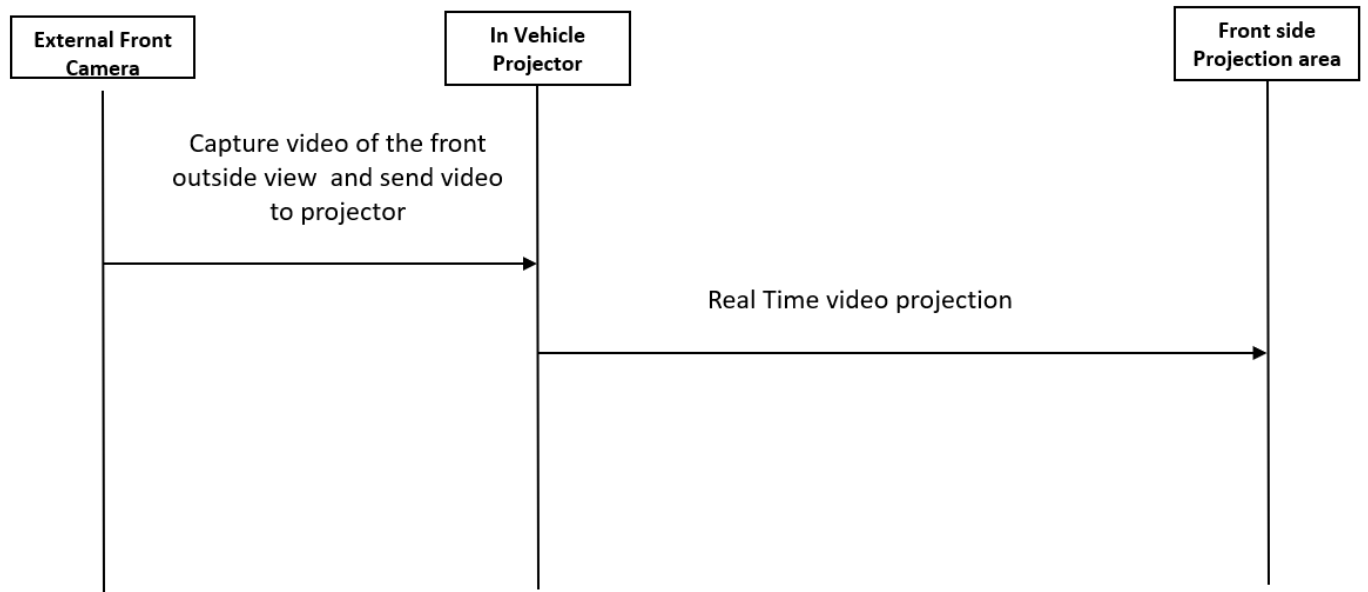 External Front
Camera
In Vehicle
Projector
Front side
Projection area
Capture video of the front
outside view  and send video
to projector
Real Time video projection